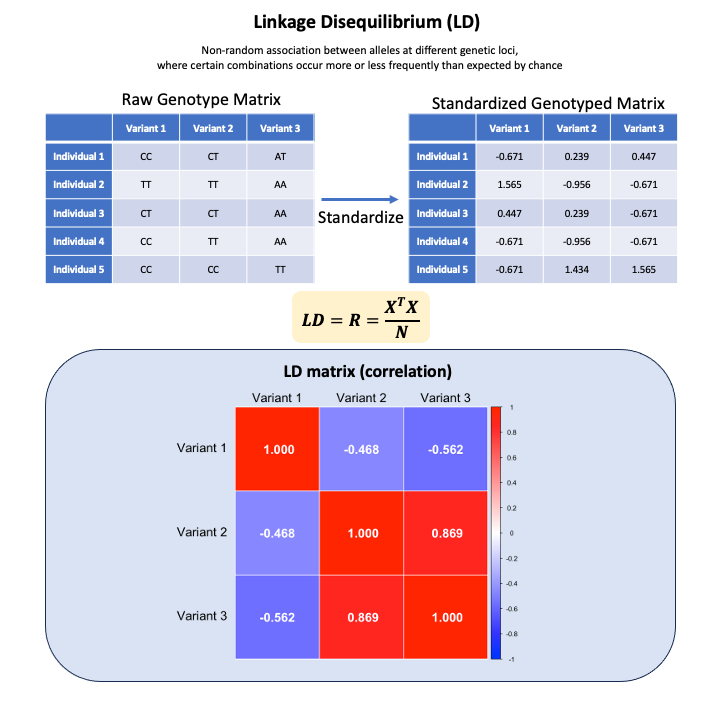 Linkage Disequilibrium (LD)
Non-random association between alleles at different genetic loci,
where certain combinations occur more or less frequently than expected by chance
Raw Genotype Matrix
Variant 1 Variant 2 Variant 3
Individual 1 CC CT AT
Individual 2 TT TT AA
Individual 3 CT CT AA
Individual 4 CC TT AA
Individual 5 CC CC TT
Standardize
Standardized Genotyped Matrix
Variant 1 Variant 2 Variant 3
Individual 1 -0.671 0.239 0.447
Individual 2 1.565 -0.956 -0.671
Individual 3 0.447 0.239 -0.671
Individual 4 -0.671 -0.956 -0.671
Individual 5 -0.671 1.434 1.565
LD = R = X^T X / N
LD matrix (correlation)
Variant 1 Variant 2 Variant 3
Variant 1 1.000 -0.468 -0.562
Variant 2 -0.468 1.000 0.869
Variant 3 -0.562 0.869 1.000
1
0.8
0.6
0.4
0.2
0
-0.2
-0.4
-0.6
-0.8
-1